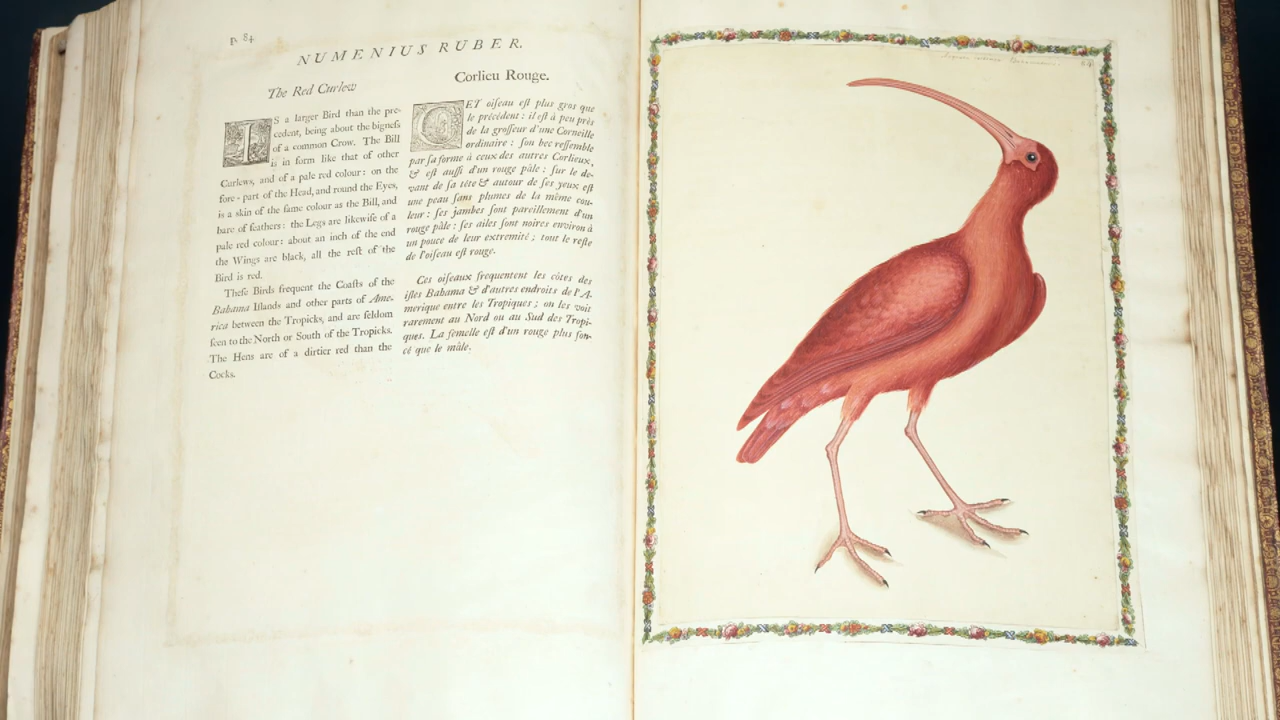 p. 84
NUMENIUS RUBER.
The Red Curlew
IS a larger Bird than the pre-
cedent, being about the bigneſs
of a common Crow. The Bill
is in form like that of other
Curlews, and of a pale red colour: on the
fore-part of the Head, and round the Eyes,
is a skin of the ſame colour as the Bill, and
bare of feathers: the Legs are likewiſe of a
pale red colour: about an inch of the end
the Wings are black, all the reſt of the
Bird is red.
Theſe Birds frequent the Coaſts of the
Bahama Iſlands and other parts of Ame-
rica between the Tropicks, and are ſeldom
ſeen to the North or South of the Tropicks.
The Hens are of a dirtier red than the
Cocks.
Corlieu Rouge.
CET oiſeau eſt plus gros que
le précédent: il eſt à peu près
de la groſſeur d'une Corneille
ordinaire: ſon bec reſſemble
par ſa forme à ceux des autres Corlieux,
& eſt auſſi d'un rouge pâle: ſur le de-
vant de ſa tête & autour de ſes yeux eſt
une peau ſans plumes de la même cou-
leur: ſes jambes ſont pareillement d'un
rouge pâle: ſes ailes ſont noires environ à
un pouce de leur extremité; tout le reſte
de l'oiſeau eſt rouge.
Ces oiſeaux frequentent les côtes des
iſles Bahama & d'autres endroits de l'A-
merique entre les Tropiques; on les voit
rarement au Nord ou au Sud des Tropi-
ques. La femelle eſt d'un rouge plus fon-
cé que le mâle.
84